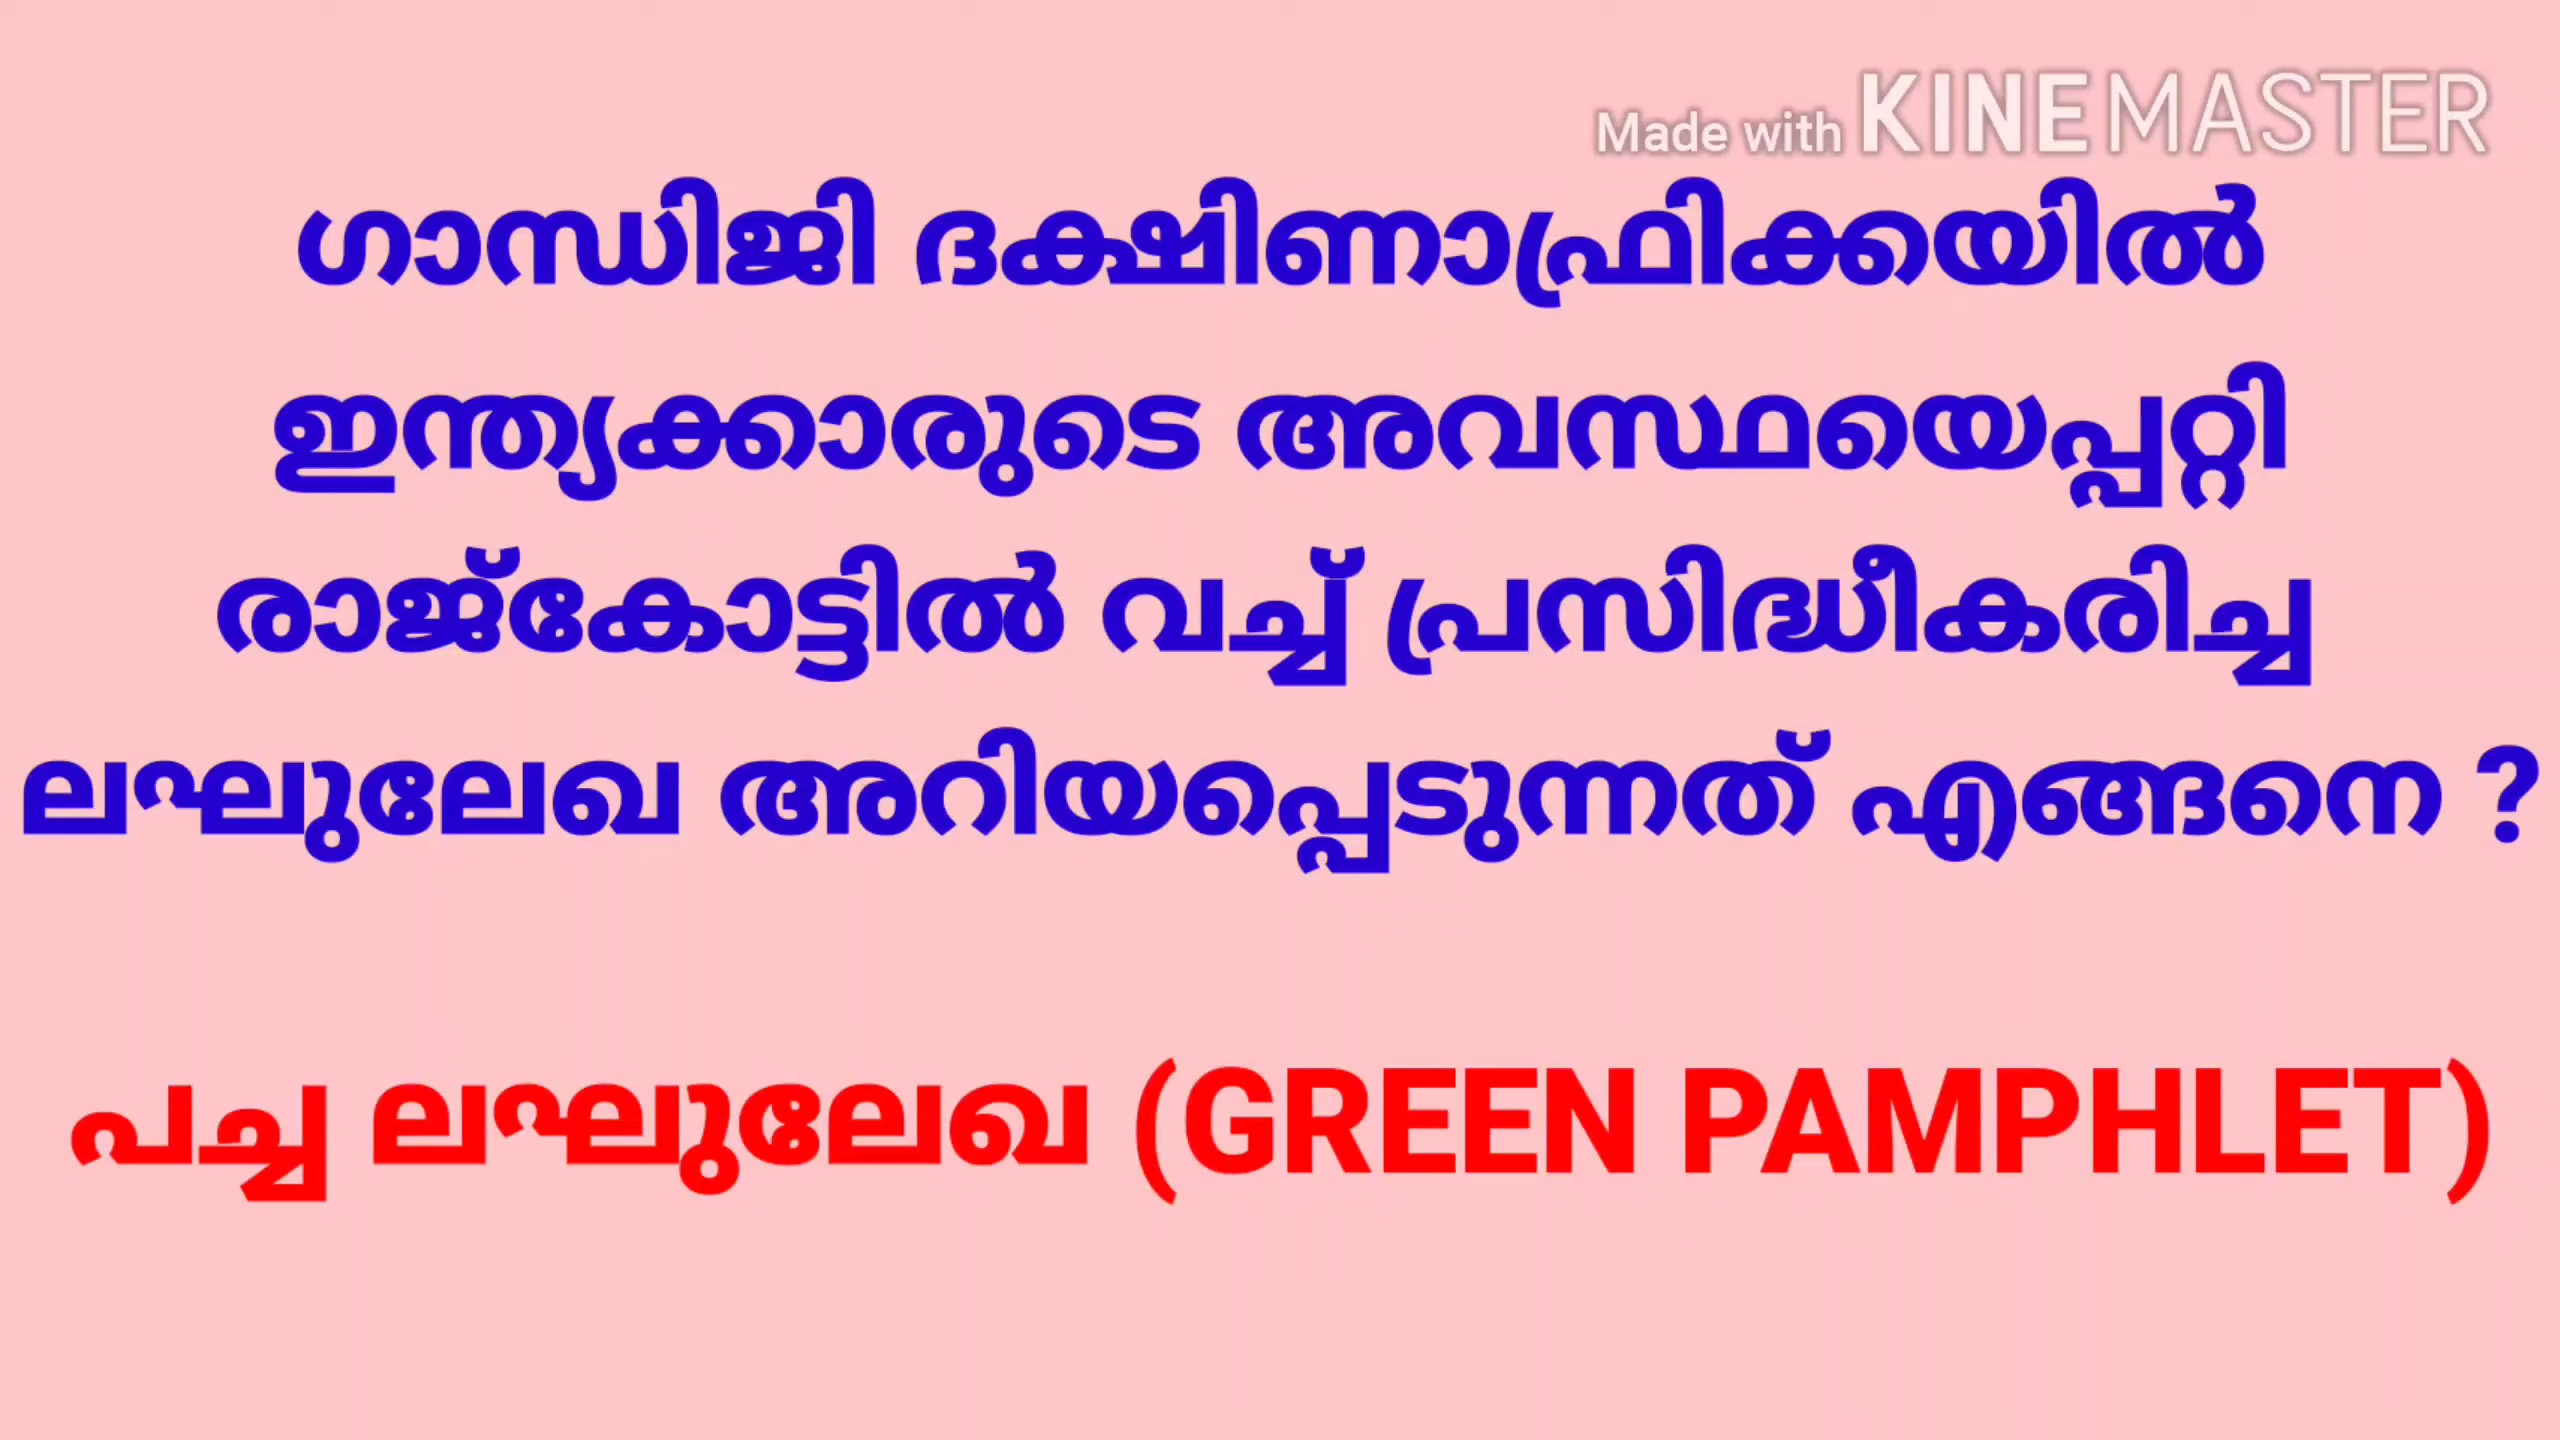 Made with KINEMASTER
ഗാന്ധിജി ദക്ഷിണാഫ്രിക്കയിൽ
ഇന്ത്യക്കാരുടെ അവസ്ഥയെപ്പറ്റി
രാജ്കോട്ടിൽ വച്ച് പ്രസിദ്ധീകരിച്ച
ലഘുലേഖ അറിയപ്പെടുന്നത് എങ്ങനെ ?
പച്ച ലഘുലേഖ (GREEN PAMPHLET)